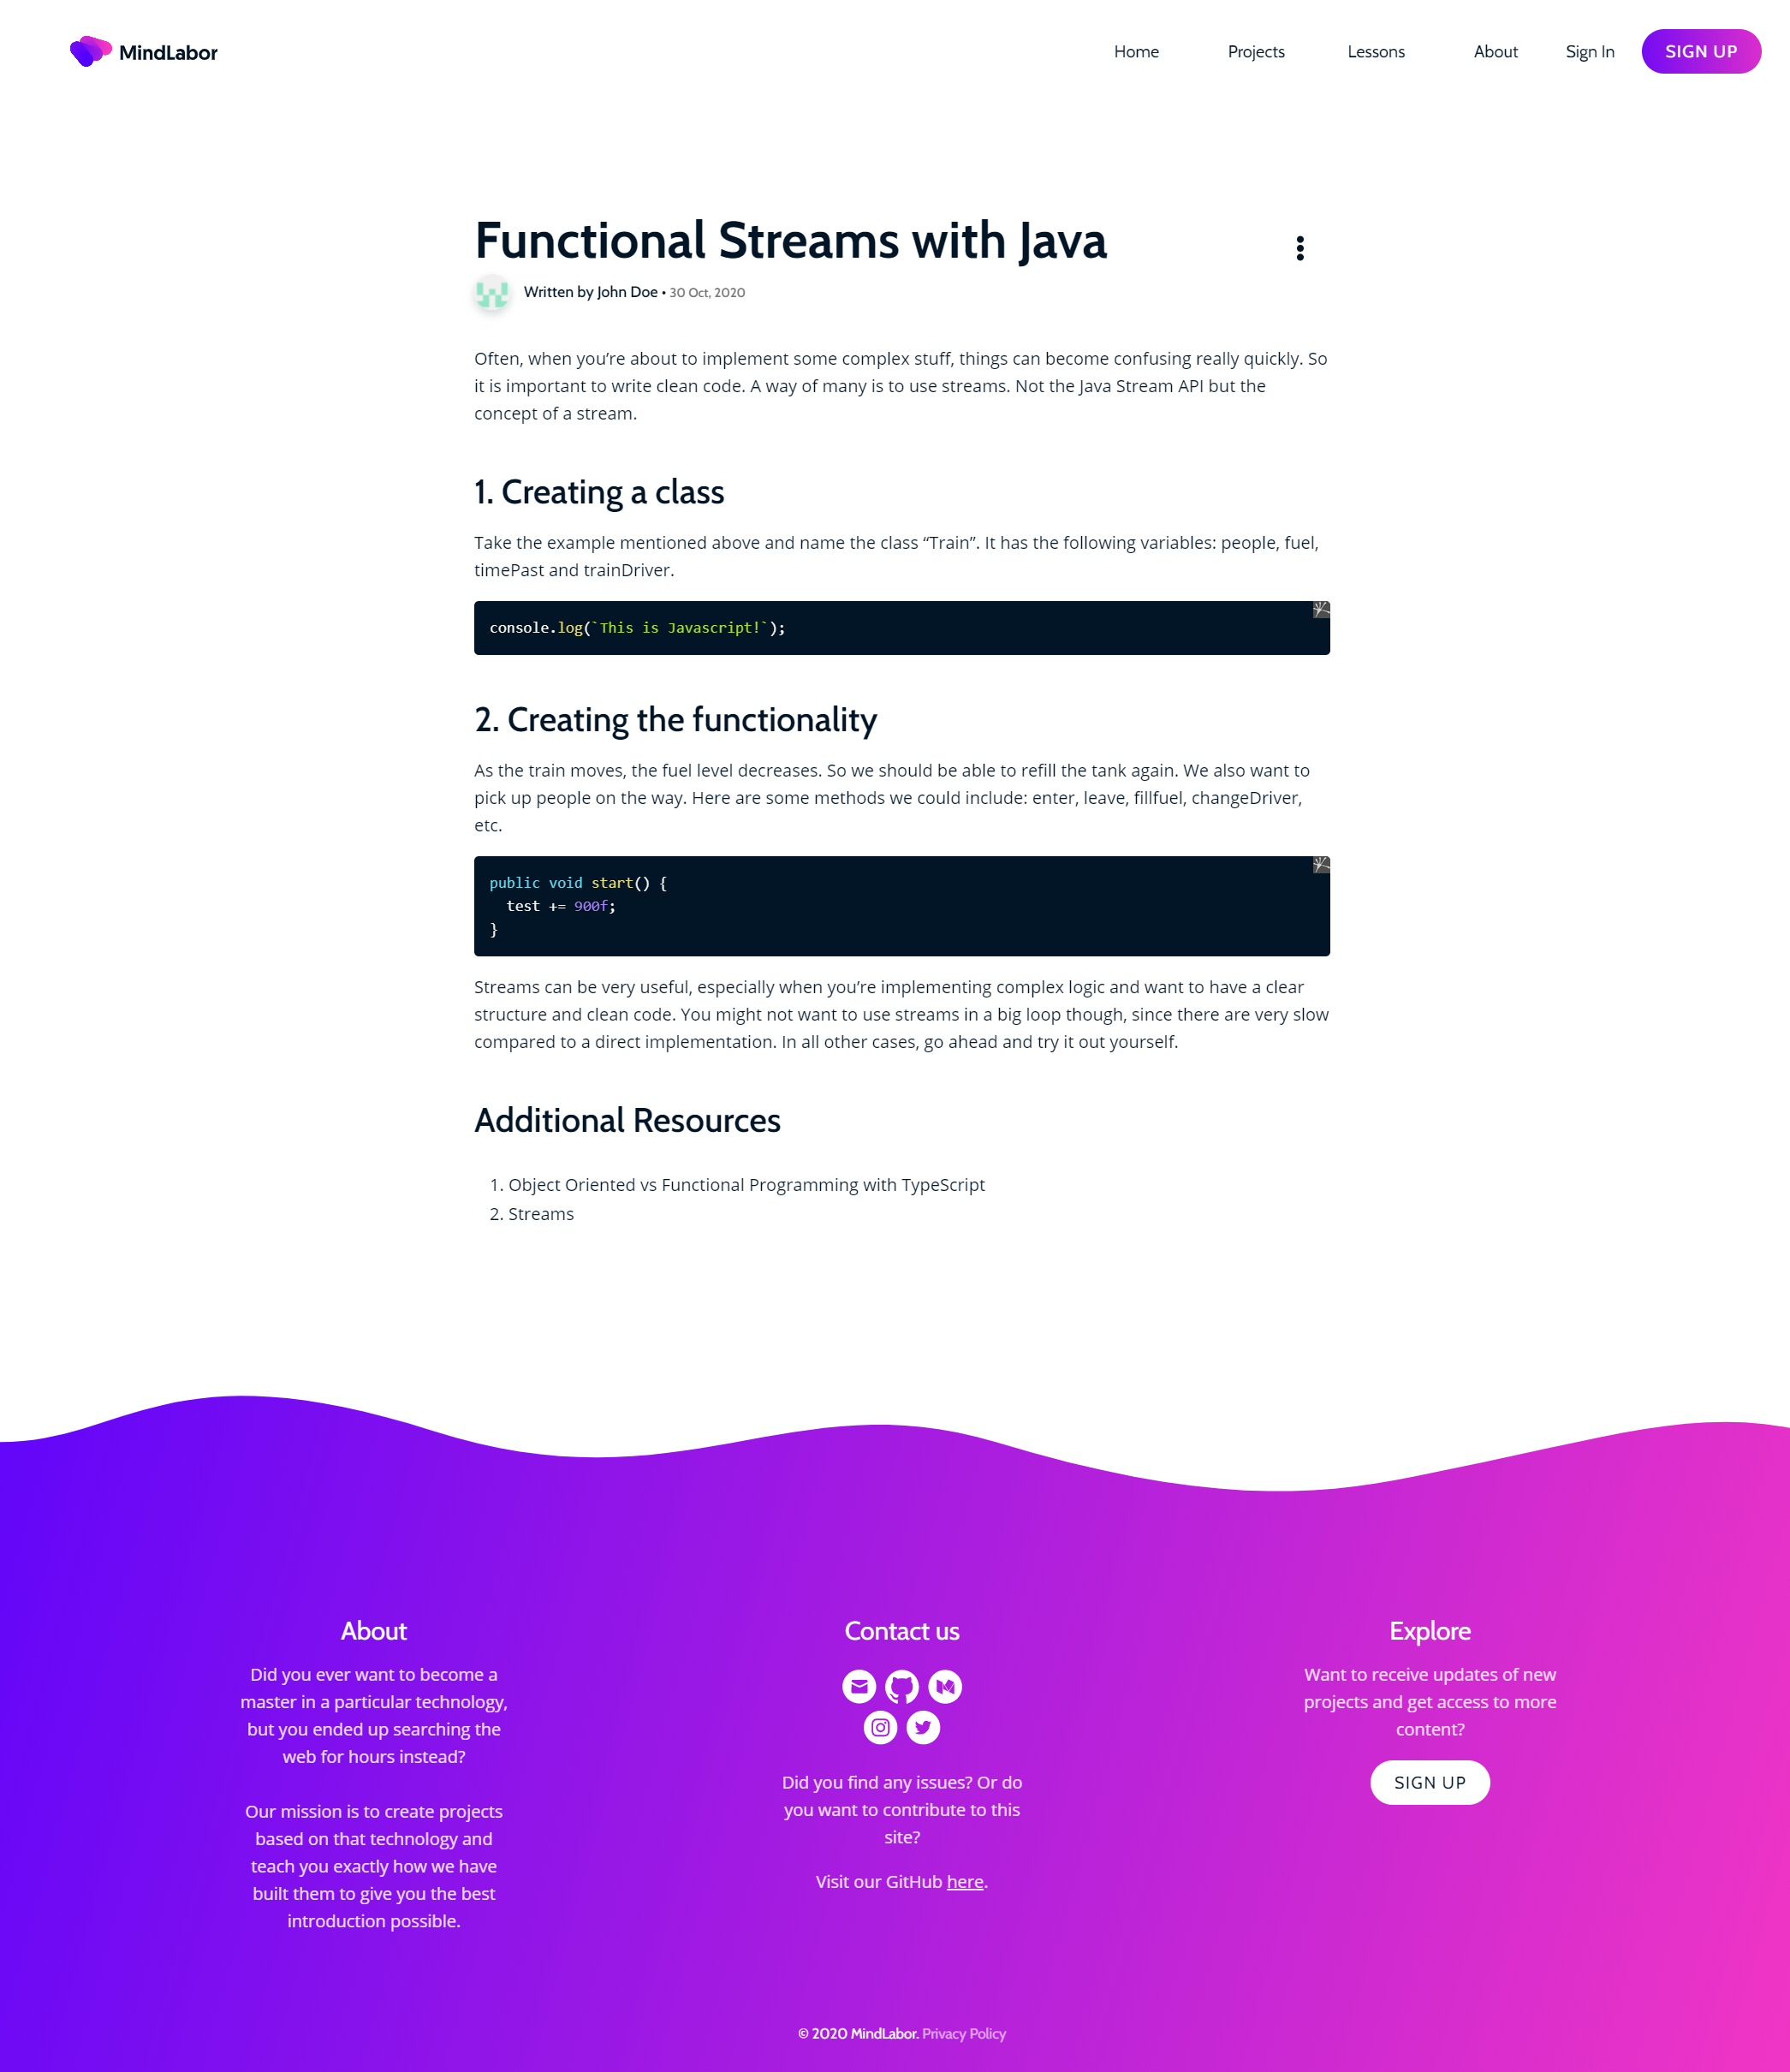 MindLabor
Home Projects Lessons About Sign In SIGN UP
Functional Streams with Java
Written by John Doe • 30 Oct, 2020
Often, when you’re about to implement some complex stuff, things can become confusing really quickly. So
it is important to write clean code. A way of many is to use streams. Not the Java Stream API but the
concept of a stream.
1. Creating a class
Take the example mentioned above and name the class “Train”. It has the following variables: people, fuel,
timePast and trainDriver.
console.log(`This is Javascript!`);
2. Creating the functionality
As the train moves, the fuel level decreases. So we should be able to refill the tank again. We also want to
pick up people on the way. Here are some methods we could include: enter, leave, fillfuel, changeDriver,
etc.
public void start() {
  test += 900f;
}
Streams can be very useful, especially when you’re implementing complex logic and want to have a clear
structure and clean code. You might not want to use streams in a big loop though, since there are very slow
compared to a direct implementation. In all other cases, go ahead and try it out yourself.
Additional Resources
1. Object Oriented vs Functional Programming with TypeScript
2. Streams
About
Did you ever want to become a
master in a particular technology,
but you ended up searching the
web for hours instead?
Our mission is to create projects
based on that technology and
teach you exactly how we have
built them to give you the best
introduction possible.
Contact us
Did you find any issues? Or do
you want to contribute to this
site?
Visit our GitHub here.
Explore
Want to receive updates of new
projects and get access to more
content?
SIGN UP
© 2020 MindLabor. Privacy Policy